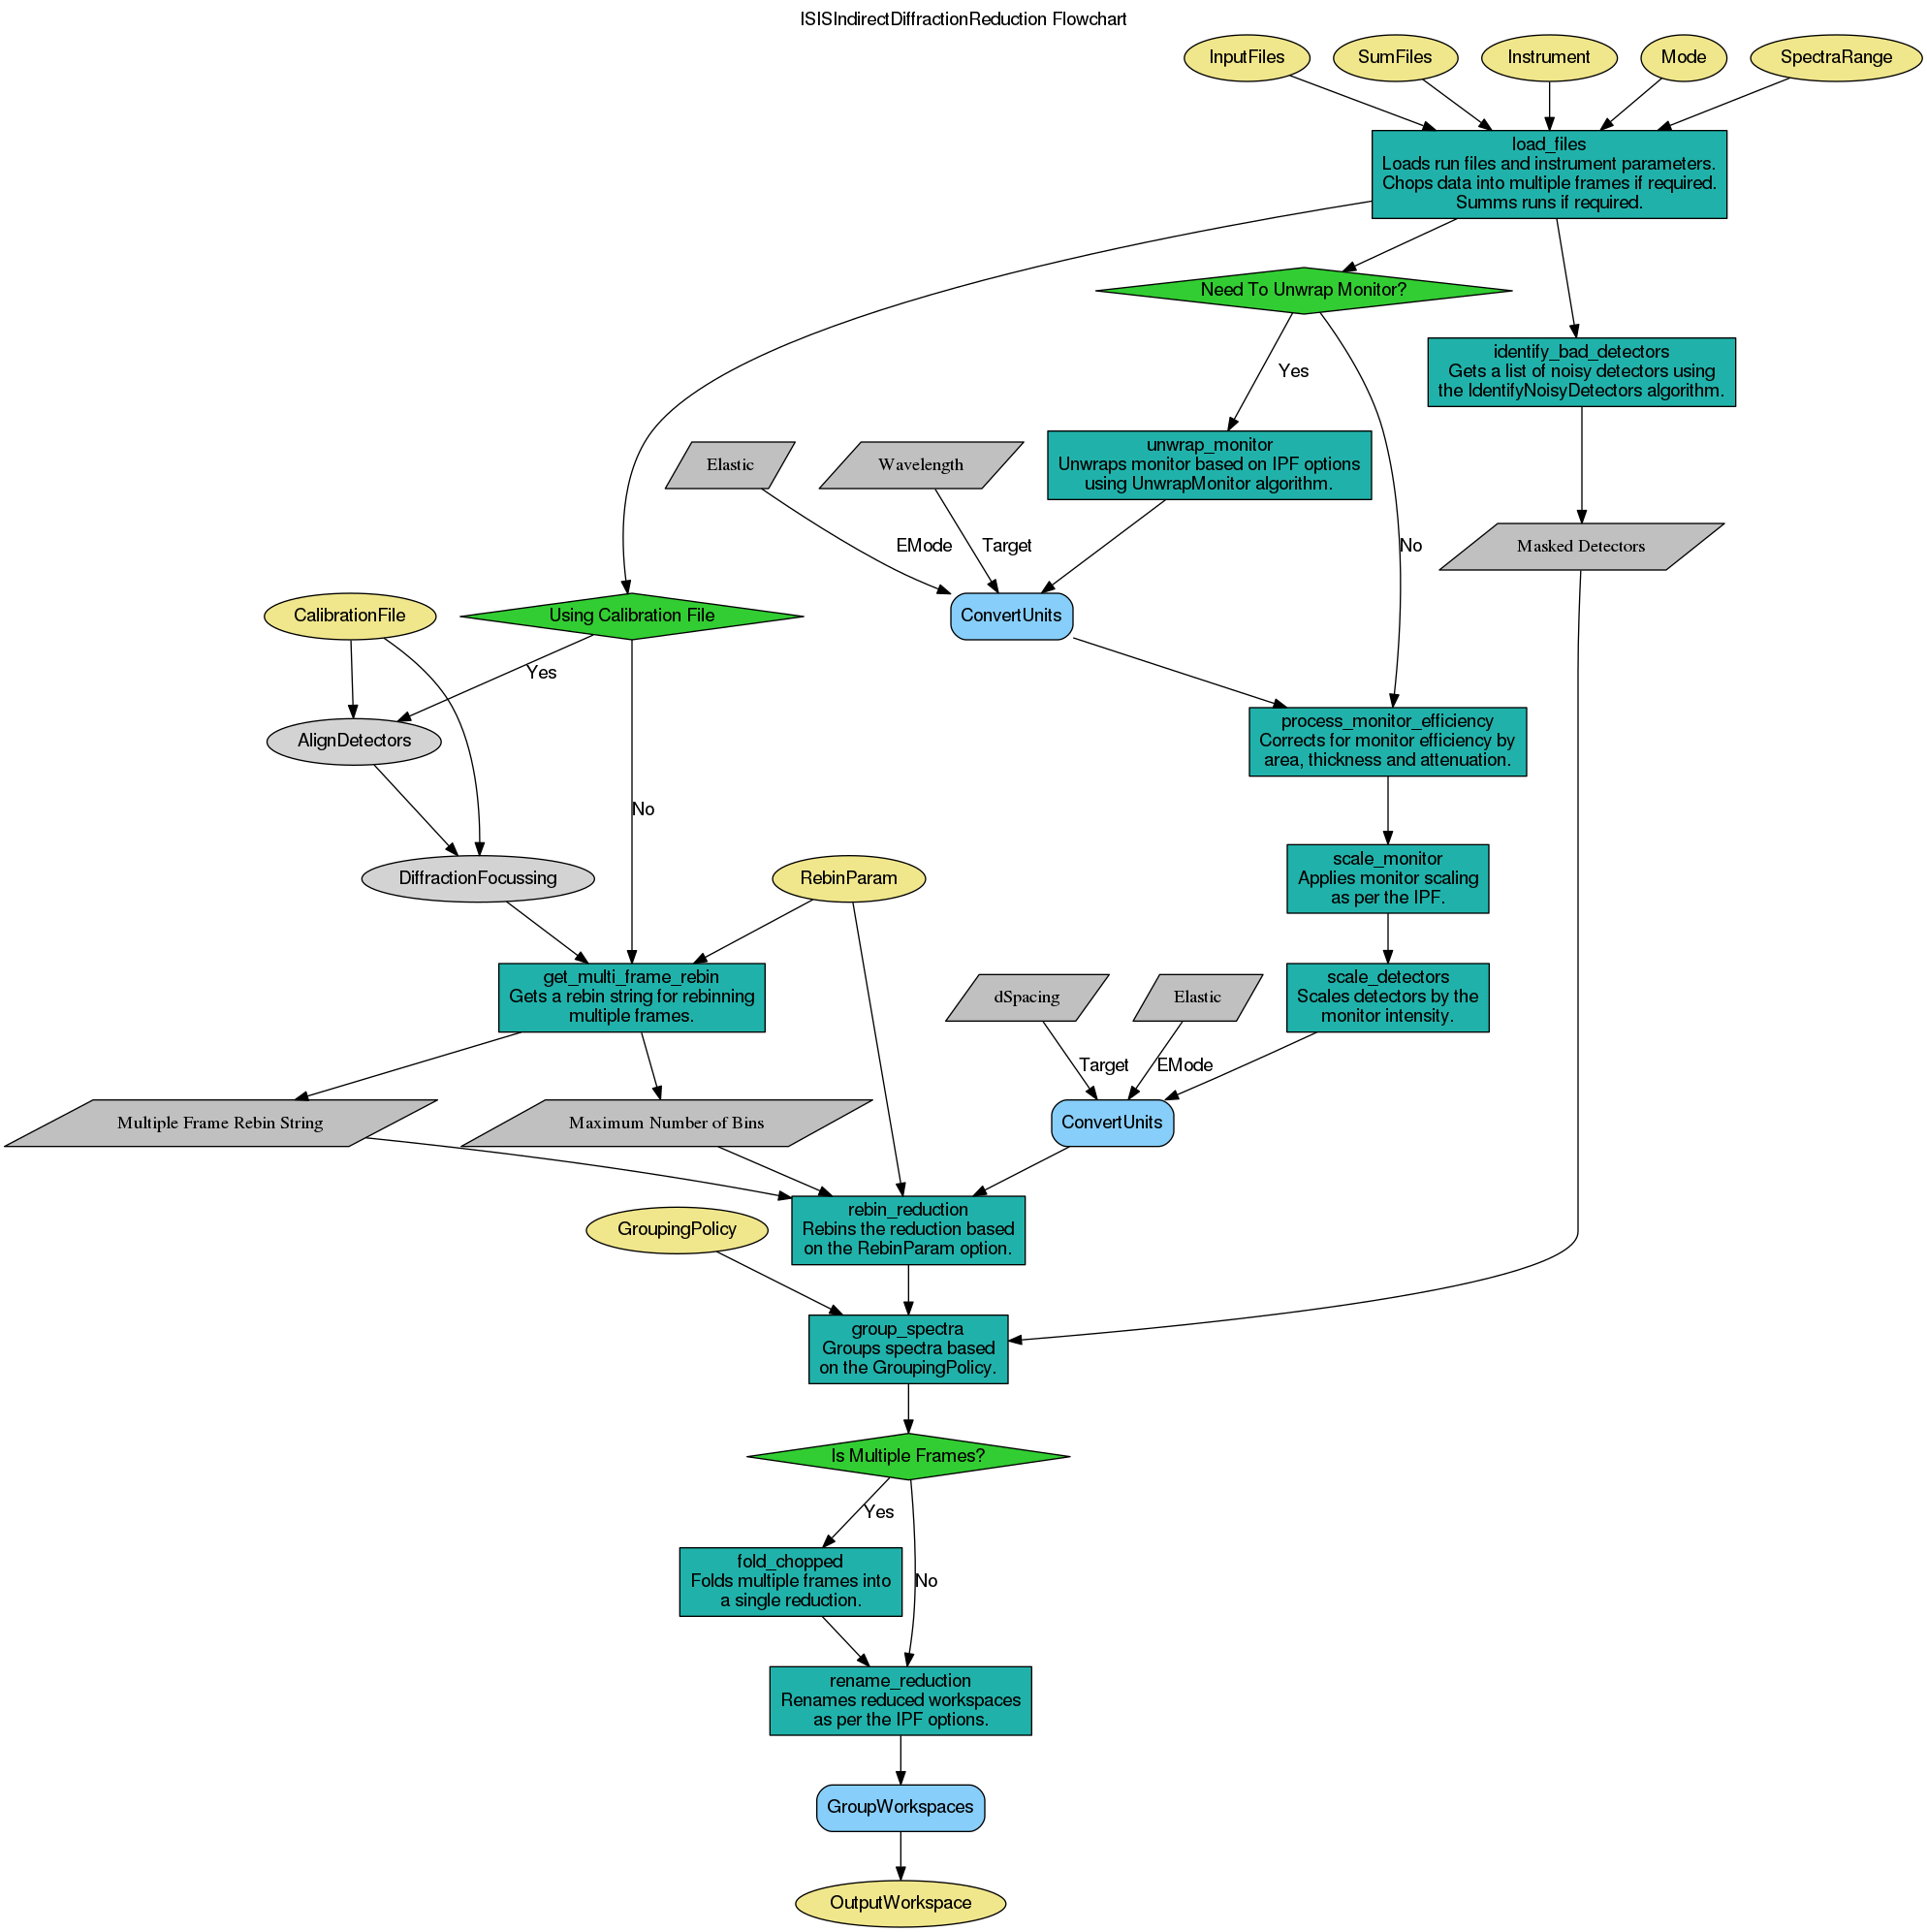 ISISIndirectDiffractionReduction Flowchart
InputFiles
SumFiles
Instrument
Mode
SpectraRange
load_files
Loads run files and instrument parameters.
Chops data into multiple frames if required.
Summs runs if required.
Need To Unwrap Monitor?
identify_bad_detectors
Gets a list of noisy detectors using
the IdentifyNoisyDetectors algorithm.
Yes
Elastic
Wavelength
unwrap_monitor
Unwraps monitor based on IPF options
using UnwrapMonitor algorithm.
EMode
Target
No
Masked Detectors
CalibrationFile
Using Calibration File
ConvertUnits
Yes
AlignDetectors
process_monitor_efficiency
Corrects for monitor efficiency by
area, thickness and attenuation.
No
DiffractionFocussing
RebinParam
scale_monitor
Applies monitor scaling
as per the IPF.
get_multi_frame_rebin
Gets a rebin string for rebinning
multiple frames.
dSpacing
Elastic
scale_detectors
Scales detectors by the
monitor intensity.
Target
EMode
Multiple Frame Rebin String
Maximum Number of Bins
ConvertUnits
GroupingPolicy
rebin_reduction
Rebins the reduction based
on the RebinParam option.
group_spectra
Groups spectra based
on the GroupingPolicy.
Is Multiple Frames?
Yes
fold_chopped
Folds multiple frames into
a single reduction.
No
rename_reduction
Renames reduced workspaces
as per the IPF options.
GroupWorkspaces
OutputWorkspace